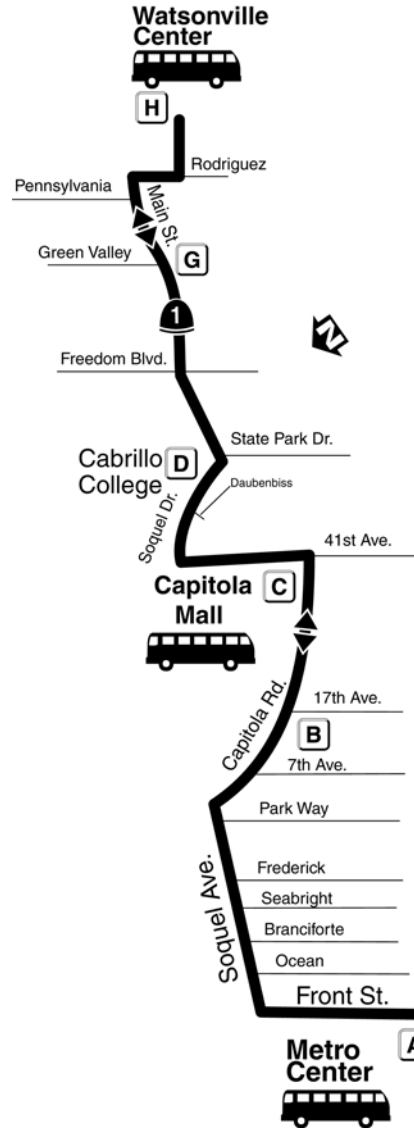 Watsonville
Center
H
Rodriguez
Pennsylvania
Main St.
Green Valley
G
1
N
Freedom Blvd.
State Park Dr.
Cabrillo
College
D
Daubenbiss
Soquel Dr.
41st Ave.
Capitola
Mall
C
Capitola Rd.
17th Ave.
B
7th Ave.
Park Way
Soquel Ave.
Frederick
Seabright
Branciforte
Ocean
Front St.
Metro
Center
A